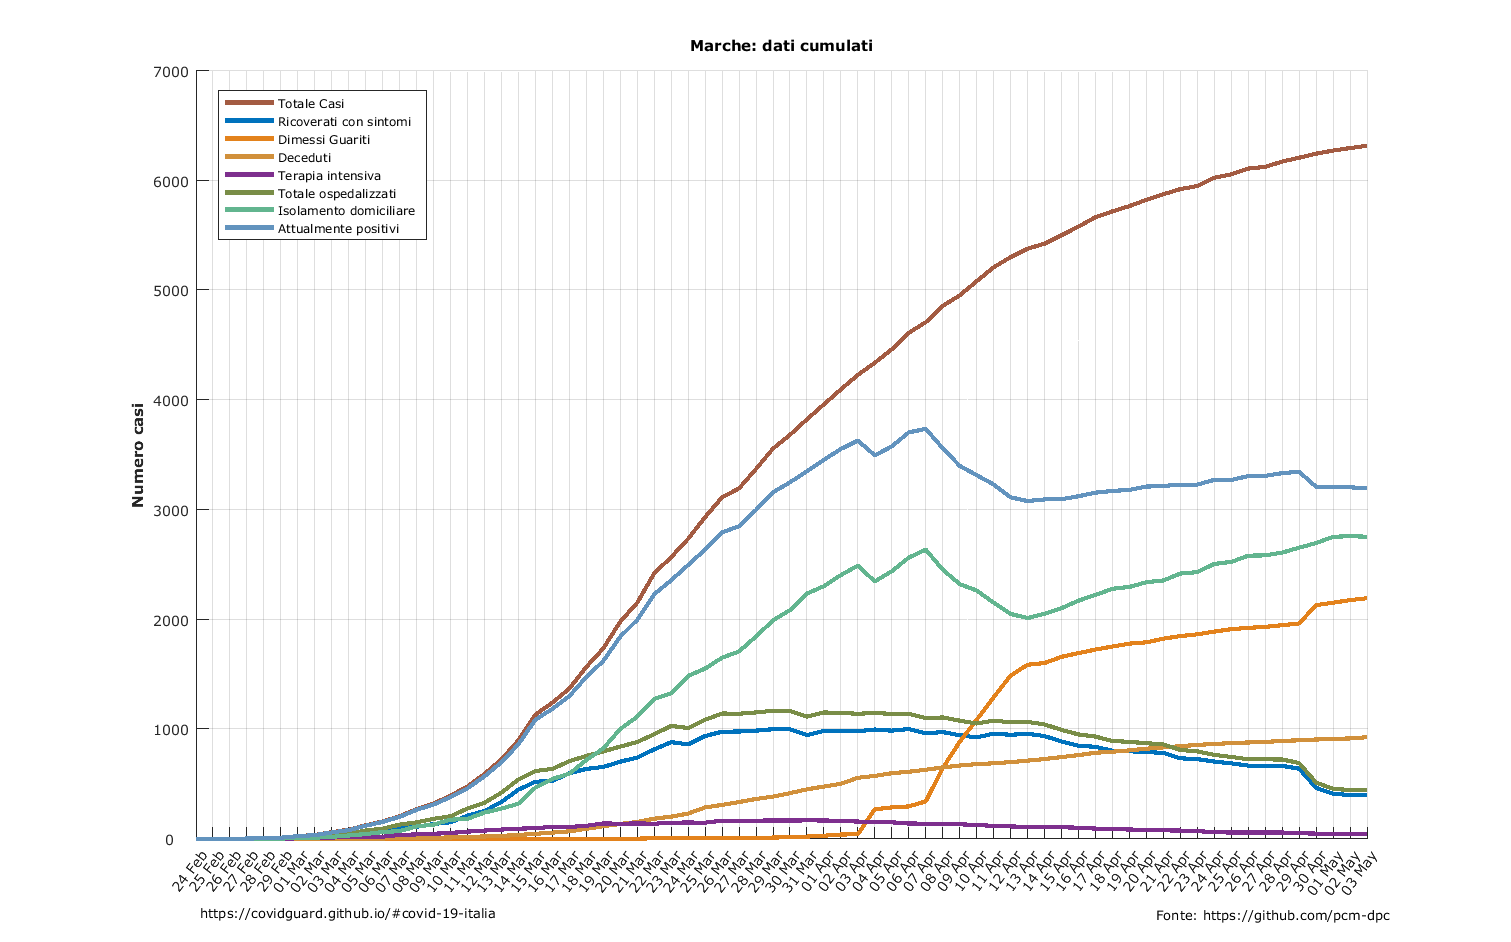 Marche: dati cumulati
7000
6000
5000
4000
3000
2000
1000
0
Numero casi
Totale Casi
Ricoverati con sintomi
Dimessi Guariti
Deceduti
Terapia intensiva
Totale ospedalizzati
Isolamento domiciliare
Attualmente positivi
24 Feb
25 Feb
26 Feb
27 Feb
28 Feb
29 Feb
01 Mar
02 Mar
03 Mar
04 Mar
05 Mar
06 Mar
07 Mar
08 Mar
09 Mar
10 Mar
11 Mar
12 Mar
13 Mar
14 Mar
15 Mar
16 Mar
17 Mar
18 Mar
19 Mar
20 Mar
21 Mar
22 Mar
23 Mar
24 Mar
25 Mar
26 Mar
27 Mar
28 Mar
29 Mar
30 Mar
31 Mar
01 Apr
02 Apr
03 Apr
04 Apr
05 Apr
06 Apr
07 Apr
08 Apr
09 Apr
10 Apr
11 Apr
12 Apr
13 Apr
14 Apr
15 Apr
16 Apr
17 Apr
18 Apr
19 Apr
20 Apr
21 Apr
22 Apr
23 Apr
24 Apr
25 Apr
26 Apr
27 Apr
28 Apr
29 Apr
30 Apr
01 May
02 May
03 May
https://covidguard.github.io/#covid-19-italia
Fonte: https://github.com/pcm-dpc